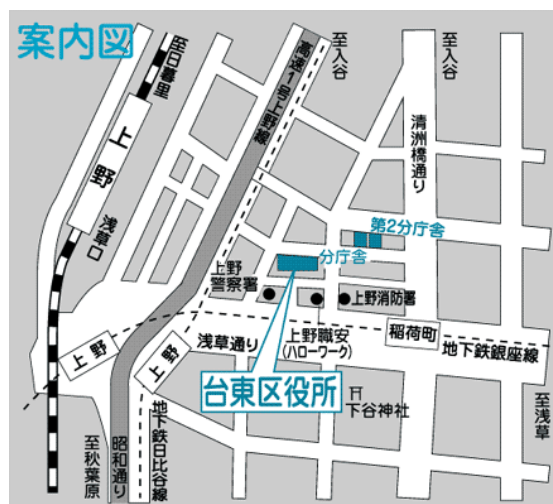 案内図
至日暮里
上野
浅草口
高速1号上野線
至入谷
至入谷
清洲橋通り
第2分庁舎
分庁舎
上野
警察署
上野消防署
上野
上野
浅草通り
上野職安
(ハローワーク)
稲荷町
地下鉄銀座線
台東区役所
下谷神社
至浅草
至秋葉原
昭和通り
地下鉄日比谷線